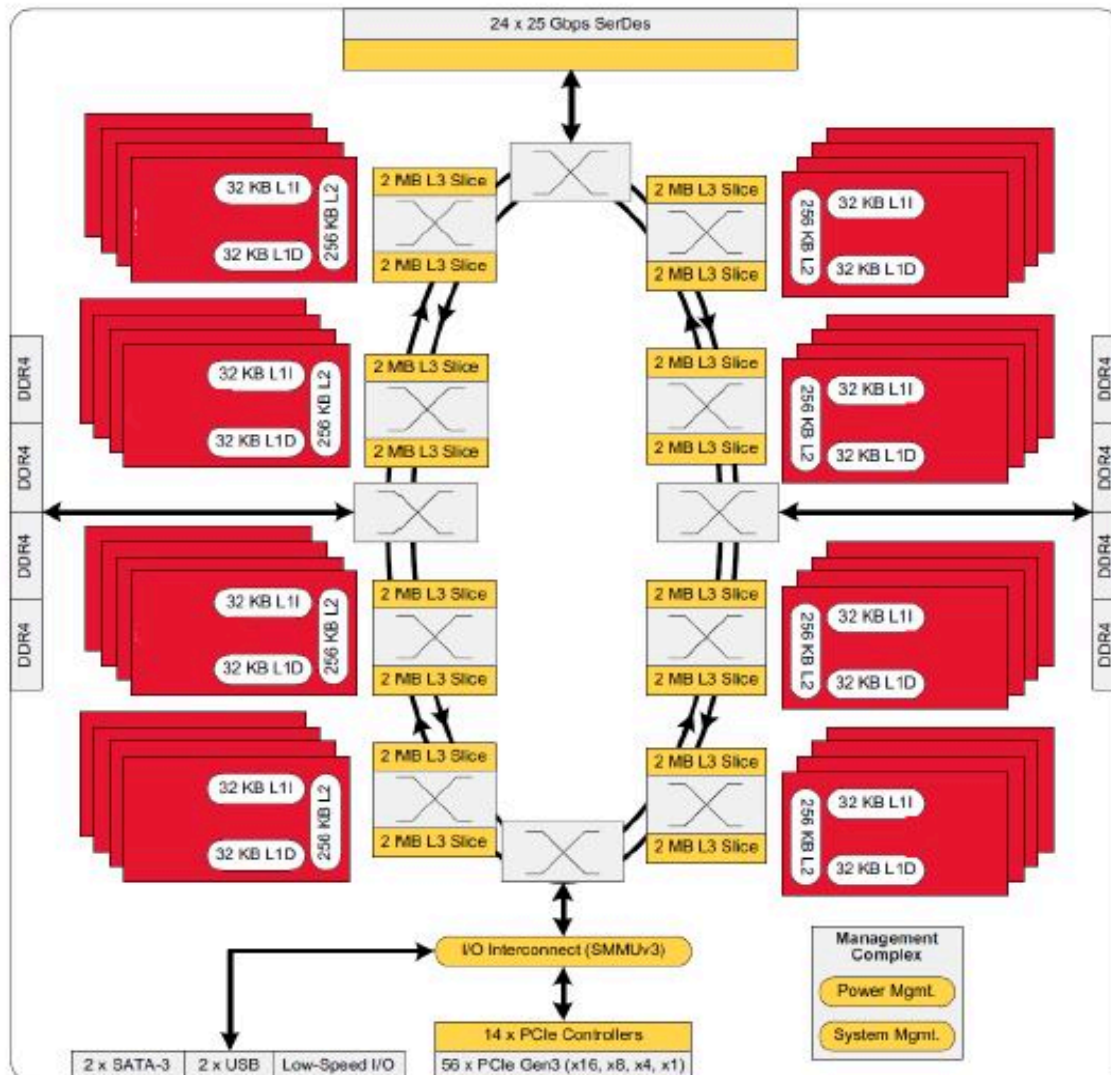 24 x 25 Gbps SerDes
2 MB L3 Slice
2 MB L3 Slice
32 KB L1I
256 KB L2
32 KB L1D
2 MB L3 Slice
2 MB L3 Slice
256 KB L2
32 KB L1I
32 KB L1D
32 KB L1I
256 KB L2
32 KB L1D
2 MB L3 Slice
2 MB L3 Slice
2 MB L3 Slice
2 MB L3 Slice
256 KB L2
32 KB L1I
32 KB L1D
DDR4
DDR4
DDR4
DDR4
DDR4
DDR4
DDR4
DDR4
32 KB L1I
256 KB L2
32 KB L1D
2 MB L3 Slice
2 MB L3 Slice
2 MB L3 Slice
2 MB L3 Slice
256 KB L2
32 KB L1I
32 KB L1D
32 KB L1I
256 KB L2
32 KB L1D
2 MB L3 Slice
2 MB L3 Slice
2 MB L3 Slice
2 MB L3 Slice
256 KB L2
32 KB L1I
32 KB L1D
I/O Interconnect (SMMUv3)
Management
Complex
Power Mgmt.
System Mgmt.
14 x PCIe Controllers
56 x PCIe Gen3 (x16, x8, x4, x1)
2 x SATA-3
2 x USB
Low-Speed I/O